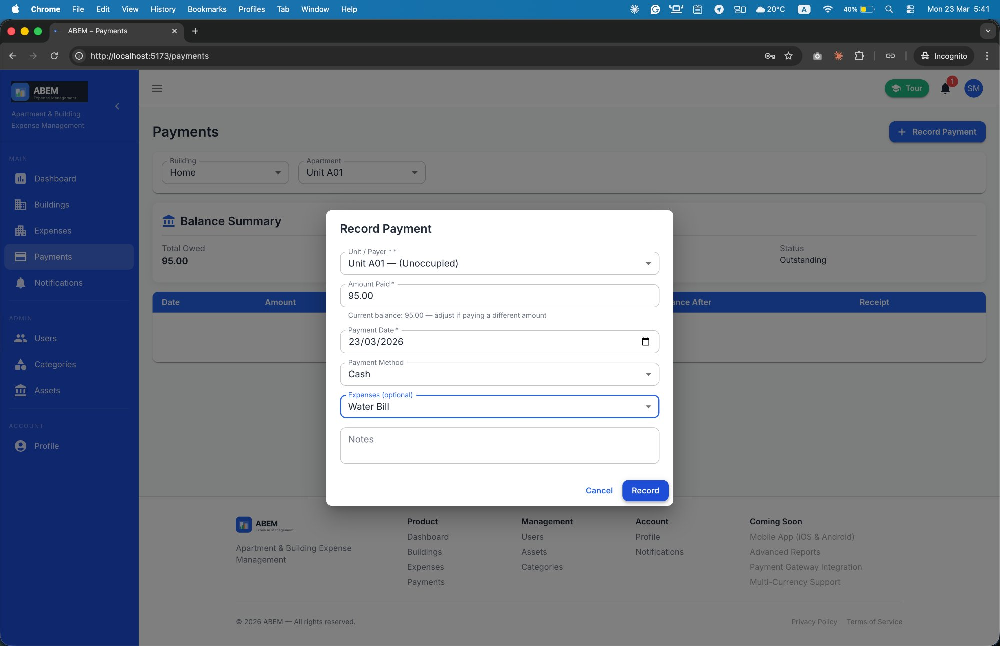 Chrome File Edit View History Bookmarks Profiles Tab Window Help
A 20°C 40% Mon 23 Mar 5:41
ABEM – Payments
http://localhost:5173/payments
Incognito
ABEM
Expense Management
Apartment & Building
Expense Management
MAIN
Dashboard
Buildings
Expenses
Payments
Notifications
ADMIN
Users
Categories
Assets
ACCOUNT
Profile
Tour
1
SM
Payments
+ Record Payment
Building
Home
Apartment
Unit A01
Balance Summary
Total Owed
95.00
Status
Outstanding
Date Amount ance After Receipt
Record Payment
Unit / Payer * *
Unit A01 — (Unoccupied)
Amount Paid *
95.00
Current balance: 95.00 — adjust if paying a different amount
Payment Date *
23/03/2026
Payment Method
Cash
Expenses (optional)
Water Bill
Notes
Cancel
Record
ABEM
Expense Management
Apartment & Building Expense
Management
Product
Dashboard
Buildings
Expenses
Payments
Management
Users
Assets
Categories
Account
Profile
Notifications
Coming Soon
Mobile App (iOS & Android)
Advanced Reports
Payment Gateway Integration
Multi-Currency Support
© 2026 ABEM — All rights reserved.
Privacy Policy Terms of Service